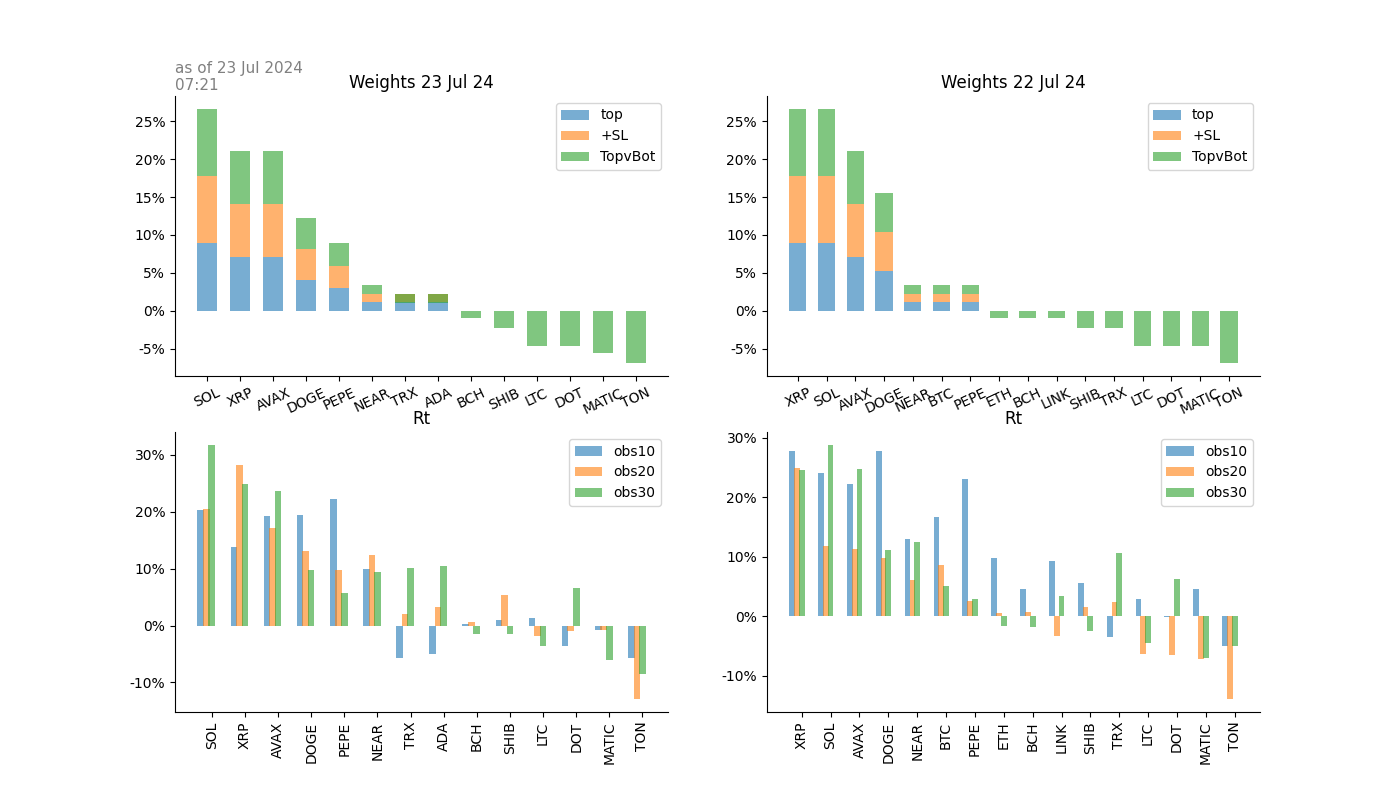 as of 23 Jul 2024
07:21
Weights 23 Jul 24
25%
20%
15%
10%
5%
0%
-5%
top
+SL
TopvBot
SOL XRP AVAX DOGE PEPE NEAR TRX ADA BCH SHIB LTC DOT MATIC TON
Weights 22 Jul 24
25%
20%
15%
10%
5%
0%
-5%
top
+SL
TopvBot
XRP SOL AVAX DOGE NEAR BTC PEPE ETH BCH LINK SHIB TRX LTC DOT MATIC TON
Rt
30%
20%
10%
0%
-10%
obs10
obs20
obs30
SOL XRP AVAX DOGE PEPE NEAR TRX ADA BCH SHIB LTC DOT MATIC TON
Rt
30%
20%
10%
0%
-10%
obs10
obs20
obs30
XRP SOL AVAX DOGE NEAR BTC PEPE ETH BCH LINK SHIB TRX LTC DOT MATIC TON